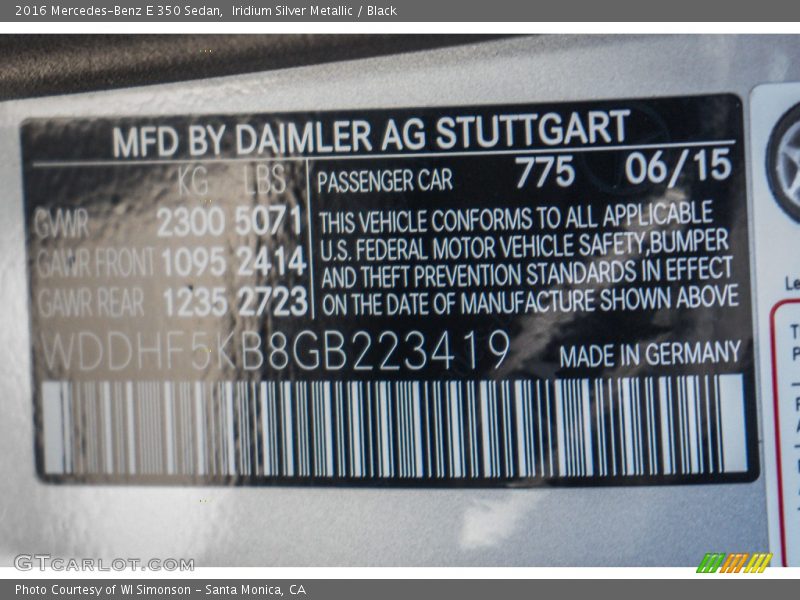 2016 Mercedes-Benz E 350 Sedan,  Iridium Silver Metallic / Black
MFD BY DAIMLER AG STUTTGART
KG LBS
PASSENGER CAR 775 06/15
GVWR 2300 5071
GAWR FRONT 1095 2414
GAWR REAR 1235 2723
THIS VEHICLE CONFORMS TO ALL APPLICABLE
U.S. FEDERAL MOTOR VEHICLE SAFETY,BUMPER
AND THEFT PREVENTION STANDARDS IN EFFECT
ON THE DATE OF MANUFACTURE SHOWN ABOVE
WDDHF5KB8GB223419
MADE IN GERMANY
Le
GTCARLOT.COM
Photo Courtesy of WI Simonson - Santa Monica, CA